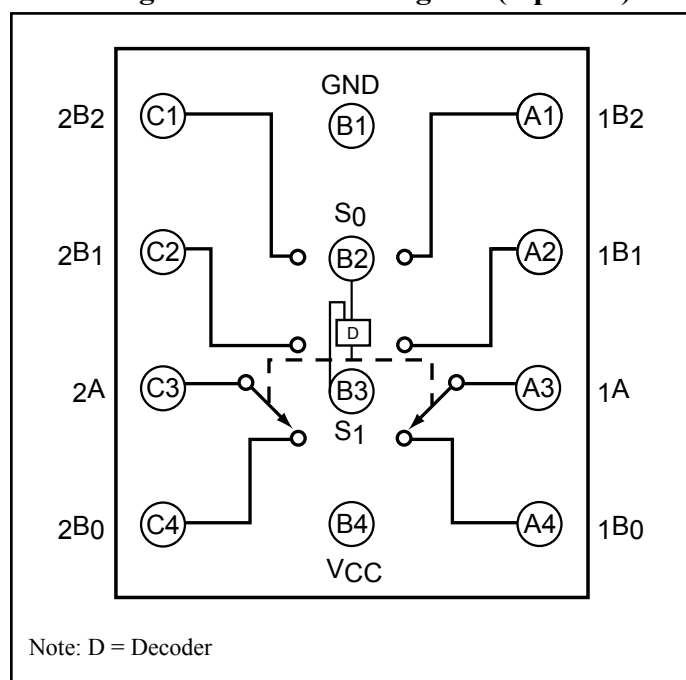 GND
2B2 C1 B1 A1 1B2
S0
2B1 C2 B2 A2 1B1
D
2A C3 B3 A3 1A
S1
2B0 C4 B4 A4 1B0
VCC
Note: D = Decoder